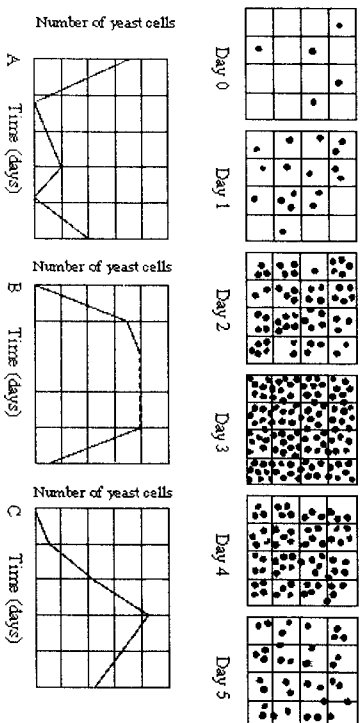 Day 0
Day 1
Day 2
Day 3
Day 4
Day 5
Number of yeast cells
A
Time (days)
Number of yeast cells
B
Time (days)
Number of yeast cells
C
Time (days)